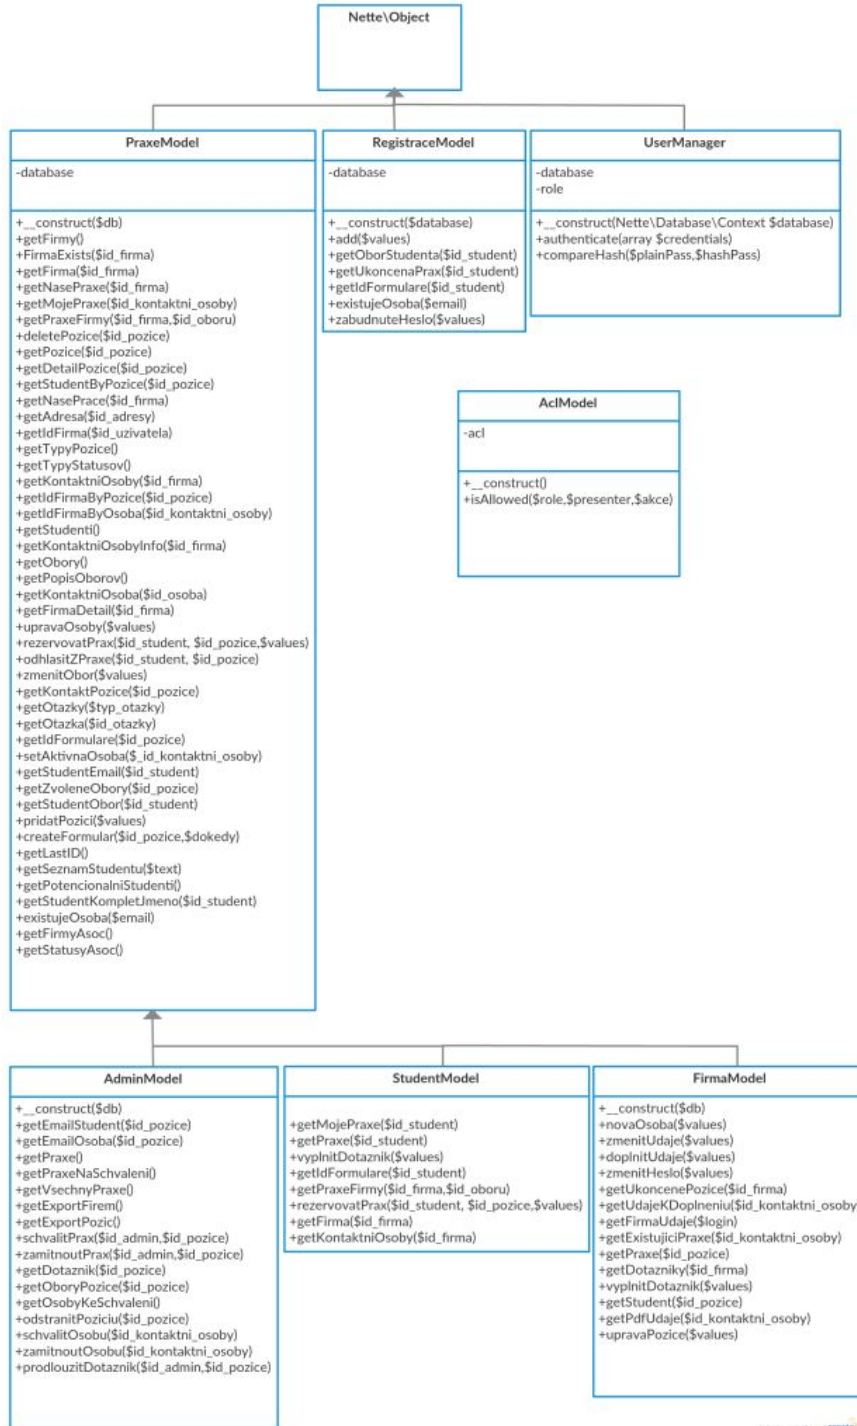 Nette\Object
PraxeModel
-database
+__construct($db)
+getFirmy()
+FirmaExists($id_firma)
+getFirma($id_firma)
+getNasePraxe($id_firma)
+getMojePraxe($id_kontaktni_osoby)
+getPraxeFirmy($id_firma,$id_oboru)
+deletePozice($id_pozice)
+getPozice($id_pozice)
+getDetailPozice($id_pozice)
+getStudentByPozice($id_pozice)
+getNasePrace($id_firma)
+getAdresa($id_adresy)
+getIdFirma($id_uzivatela)
+getTypyPozice()
+getTypyStatusov()
+getKontaktniOsoby($id_firma)
+getIdFirmaByPozice($id_pozice)
+getIdFirmaByOsoba($id_kontaktni_osoby)
+getStudenti()
+getKontaktniOsobyInfo($id_firma)
+getObory()
+getPopisOborov()
+getKontaktniOsoba($id_osoba)
+getFirmaDetail($id_firma)
+upravaOsoby($values)
+rezervovatPrax($id_student, $id_pozice,$values)
+odhlasitZPraxe($id_student, $id_pozice)
+zmenitObor($values)
+getKontaktPozice($id_pozice)
+getOtazky($typ_otazky)
+getOtazka($id_otazky)
+getIdFormulare($id_pozice)
+setAktivnaOsoba($_id_kontaktni_osoby)
+getStudentEmail($id_student)
+getZvoleneObory($id_pozice)
+getStudentObor($id_student)
+pridatPozici($values)
+createFormular($id_pozice,$dokedy)
+getLastID()
+getSeznamStudentu($text)
+getPotencionalniStudenti()
+getStudentKompletJmeno($id_student)
+existujeOsoba($email)
+getFirmyAsoc()
+getStatusyAsoc()
RegistraceModel
-database
+__construct($database)
+add($values)
+getOborStudenta($id_student)
+getUkoncenaPrax($id_student)
+getIdFormulare($id_student)
+existujeOsoba($email)
+zabudnuteHeslo($values)
UserManager
-database
-role
+__construct(Nette\Database\Context $database)
+authenticate(array $credentials)
+compareHash($plainPass,$hashPass)
AclModel
-acl
+__construct()
+isAllowed($role,$presenter,$akce)
AdminModel
+__construct($db)
+getEmailStudent($id_pozice)
+getEmailOsoba($id_pozice)
+getPraxe()
+getPraxeNaSchvaleni()
+getVsechnyPraxe()
+getExportFirem()
+getExportPozic()
+schvalitPrax($id_admin,$id_pozice)
+zamitnoutPrax($id_admin,$id_pozice)
+getDotaznik($id_pozice)
+getOboryPozice($id_pozice)
+getOsobyKeSchvaleni()
+odstranitPoziciu($id_pozice)
+schvalitOsobu($id_kontaktni_osoby)
+zamitnoutOsobu($id_kontaktni_osoby)
+prodlouzitDotaznik($id_admin,$id_pozice)
StudentModel
+getMojePraxe($id_student)
+getPraxe($id_student)
+vyplnitDotaznik($values)
+getIdFormulare($id_student)
+getPraxeFirmy($id_firma,$id_oboru)
+rezervovatPrax($id_student, $id_pozice,$values)
+getFirma($id_firma)
+getKontaktniOsoby($id_firma)
FirmaModel
+__construct($db)
+novaOsoba($values)
+zmenitUdaje($values)
+doplnitUdaje($values)
+zmenitHeslo($values)
+getUkoncenePozice($id_firma)
+getUdajeKDoplneniu($id_kontaktni_osoby)
+getFirmaUdaje($login)
+getExistujiciPraxe($id_kontaktni_osoby)
+getPraxe($id_pozice)
+getDotazniky($id_firma)
+vyplnitDotaznik($values)
+getStudent($id_pozice)
+getPdfUdaje($id_kontaktni_osoby)
+upravaPozice($values)